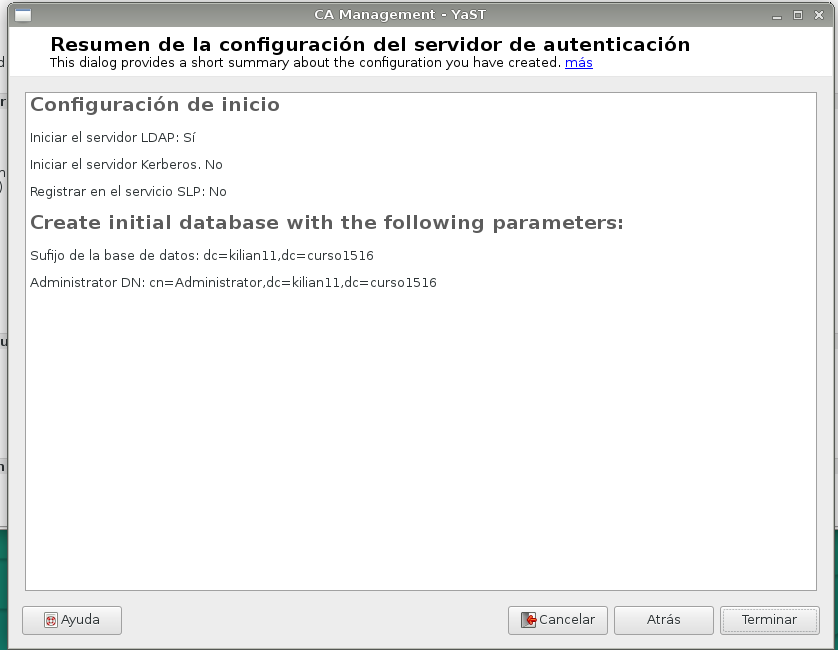 CA Management - YaST
Resumen de la configuración del servidor de autenticación
This dialog provides a short summary about the configuration you have created. más
Configuración de inicio
Iniciar el servidor LDAP: Sí
Iniciar el servidor Kerberos. No
Registrar en el servicio SLP: No
Create initial database with the following parameters:
Sufijo de la base de datos: dc=kilian11,dc=curso1516
Administrator DN: cn=Administrator,dc=kilian11,dc=curso1516
Ayuda
Cancelar
Atrás
Terminar